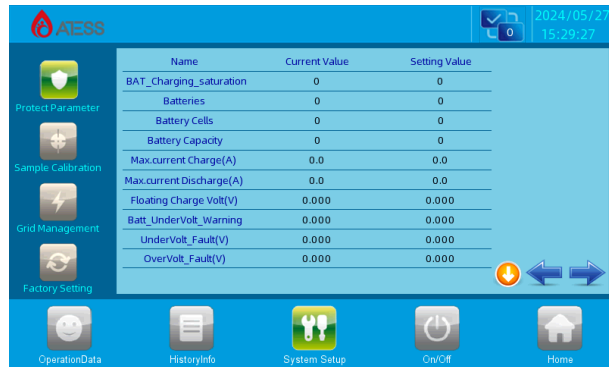 ATESS
0
2024/05/27
15:29:27
Name Current Value Setting Value
BAT_Charging_saturation 0 0
Batteries 0 0
Battery Cells 0 0
Battery Capacity 0 0
Max.current Charge(A) 0.0 0.0
Max.current Discharge(A) 0.0 0.0
Floating Charge Volt(V) 0.000 0.000
Batt_UnderVolt_Warning 0.000 0.000
UnderVolt_Fault(V) 0.000 0.000
OverVolt_Fault(V) 0.000 0.000
Protect Parameter
Sample Calibration
Grid Management
Factory Setting
OperationData HistoryInfo System Setup On/Off Home